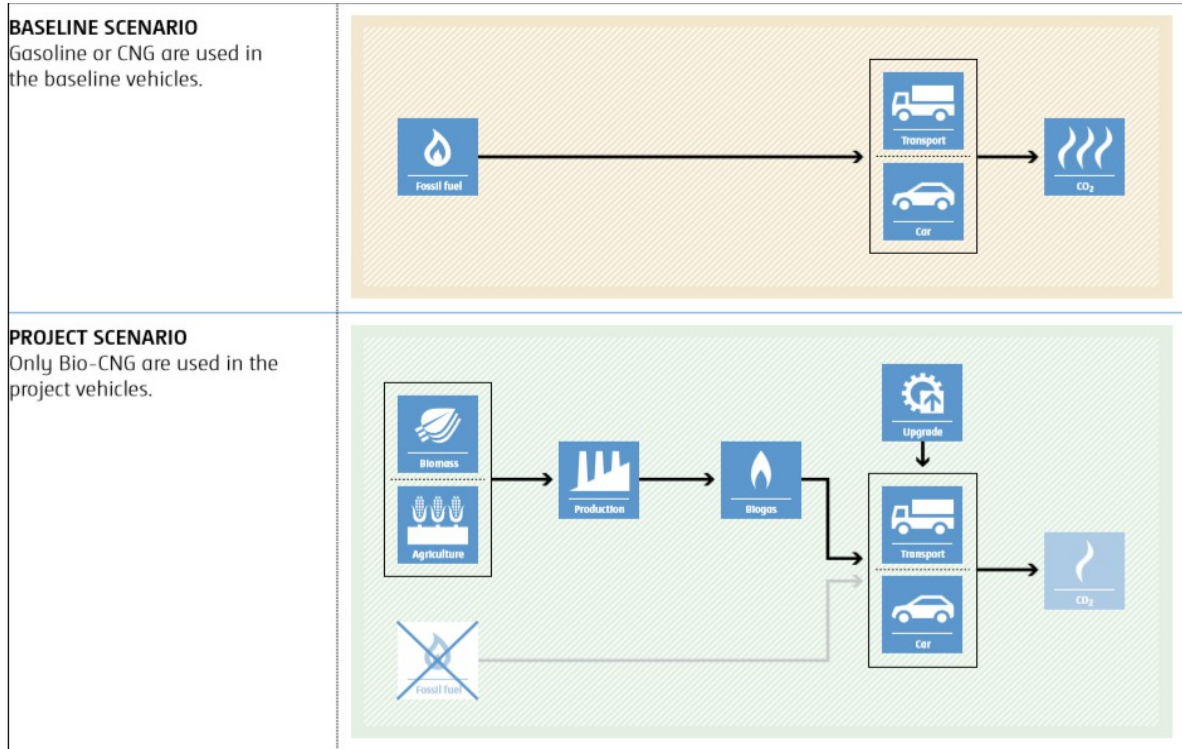 BASELINE SCENARIO
Gasoline or CNG are used in
the baseline vehicles.
Fossil fuel
Transport
Car
CO₂
PROJECT SCENARIO
Only Bio-CNG are used in the
project vehicles.
Biomass
Agriculture
Production
Biogas
Upgrade
Transport
Car
CO₂
Fossil fuel